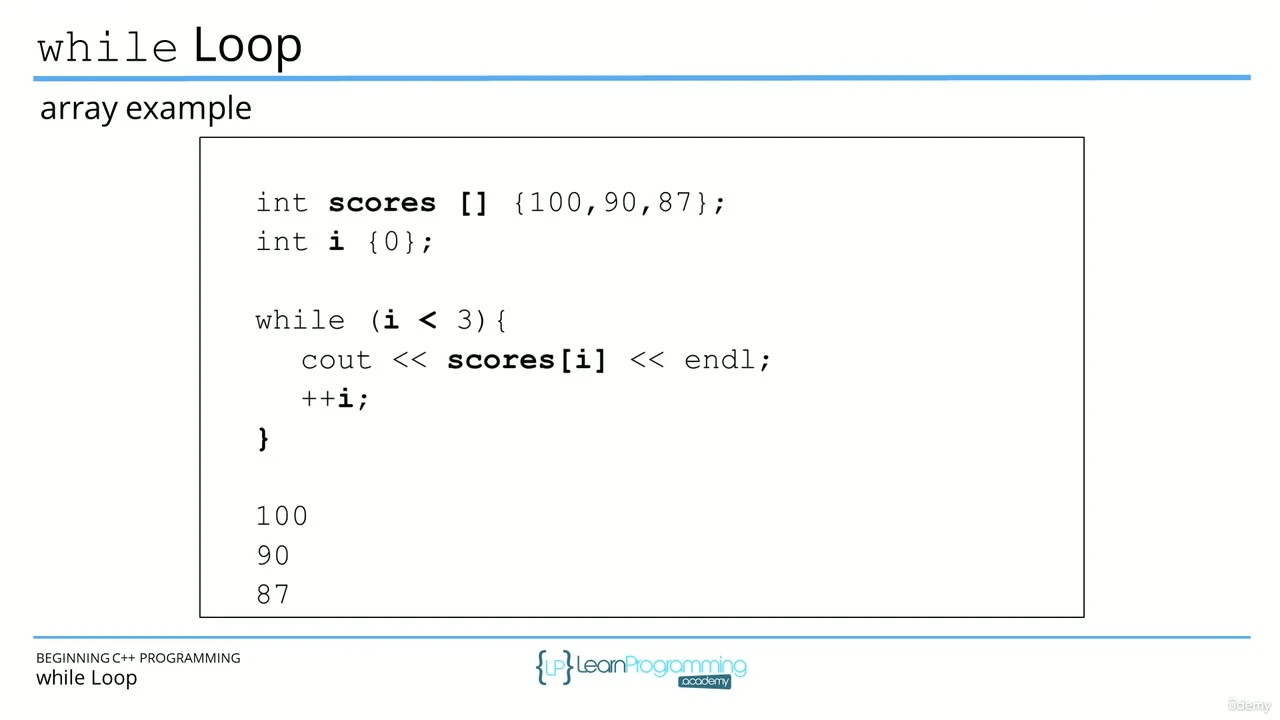 while Loop
array example
int scores [] {100,90,87};
int i {0};
while (i < 3){
cout << scores[i] << endl;
++i;
}
100
90
87
BEGINNING C++ PROGRAMMING
while Loop
{LP} LearnProgramming
.academy
ûdemy